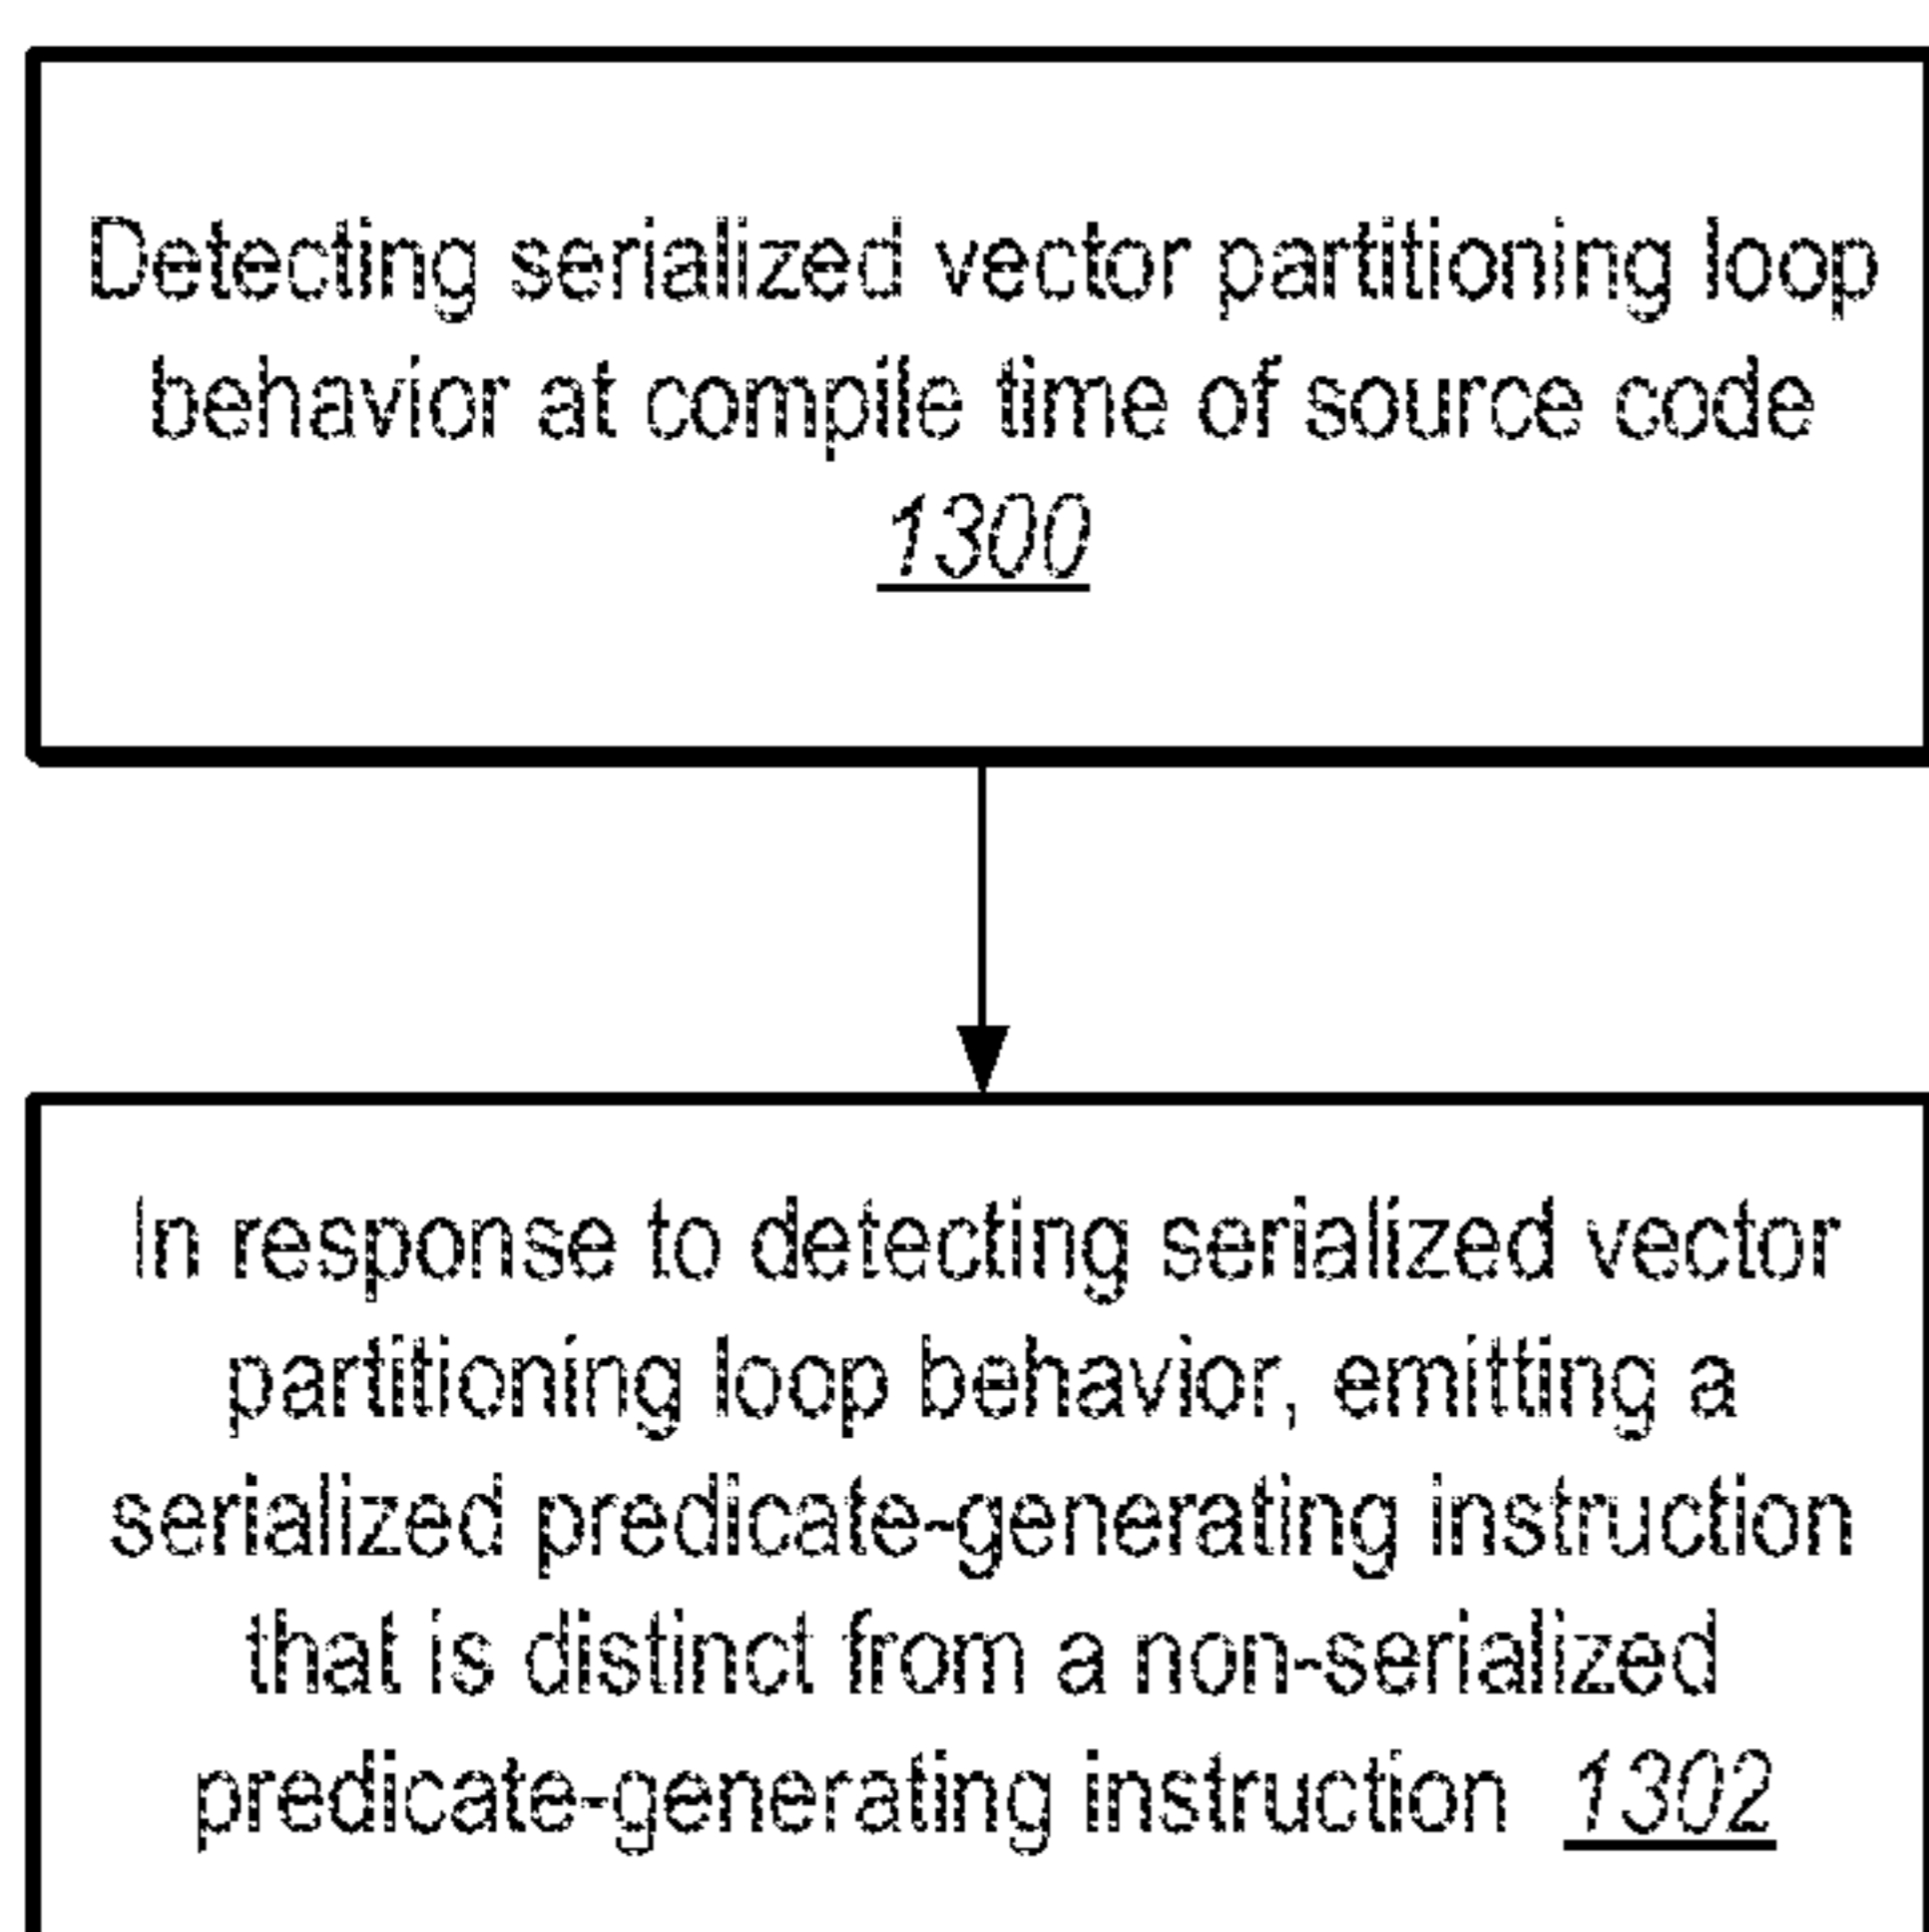 Detecting serialized vector partitioning loop
behavior at compile time of source code
1300
In response to detecting serialized vector
partitioning loop behavior, emitting a
serialized predicate-generating instruction
that is distinct from a non-serialized
predicate-generating instruction 1302